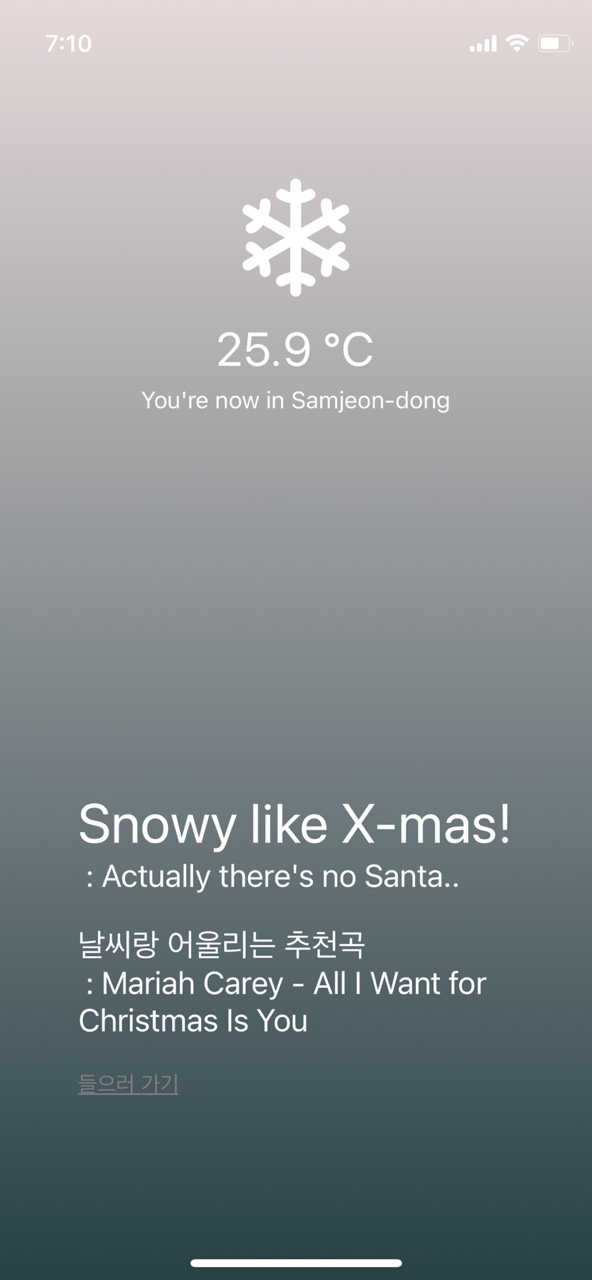 7:10
25.9 °C
You're now in Samjeon-dong
Snowy like X-mas!
: Actually there's no Santa..
날씨랑 어울리는 추천곡
: Mariah Carey - All I Want for
Christmas Is You
들으러 가기